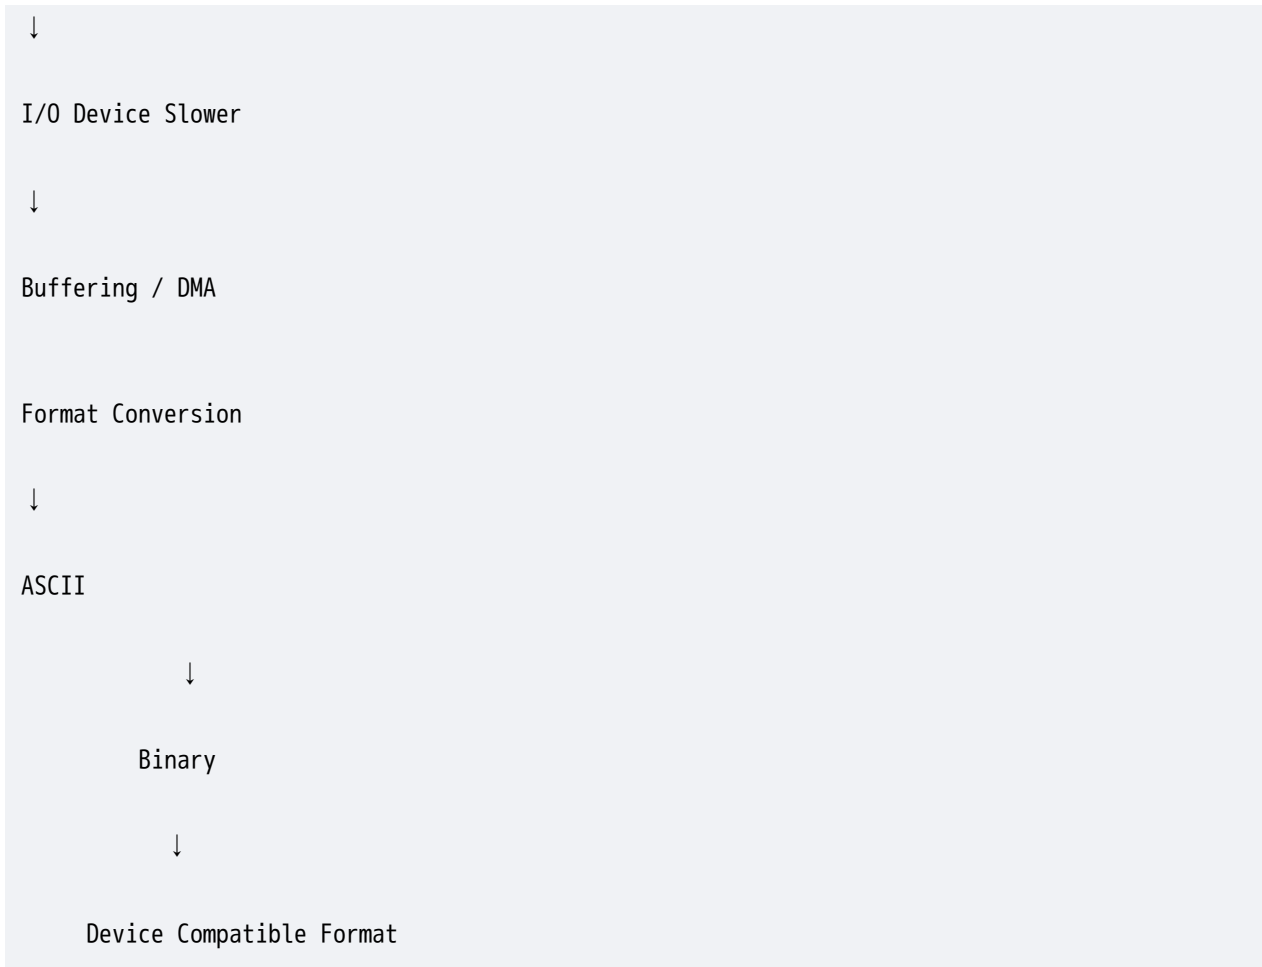 ↓
I/O Device Slower
↓
Buffering / DMA
Format Conversion
↓
ASCII
↓
Binary
↓
Device Compatible Format